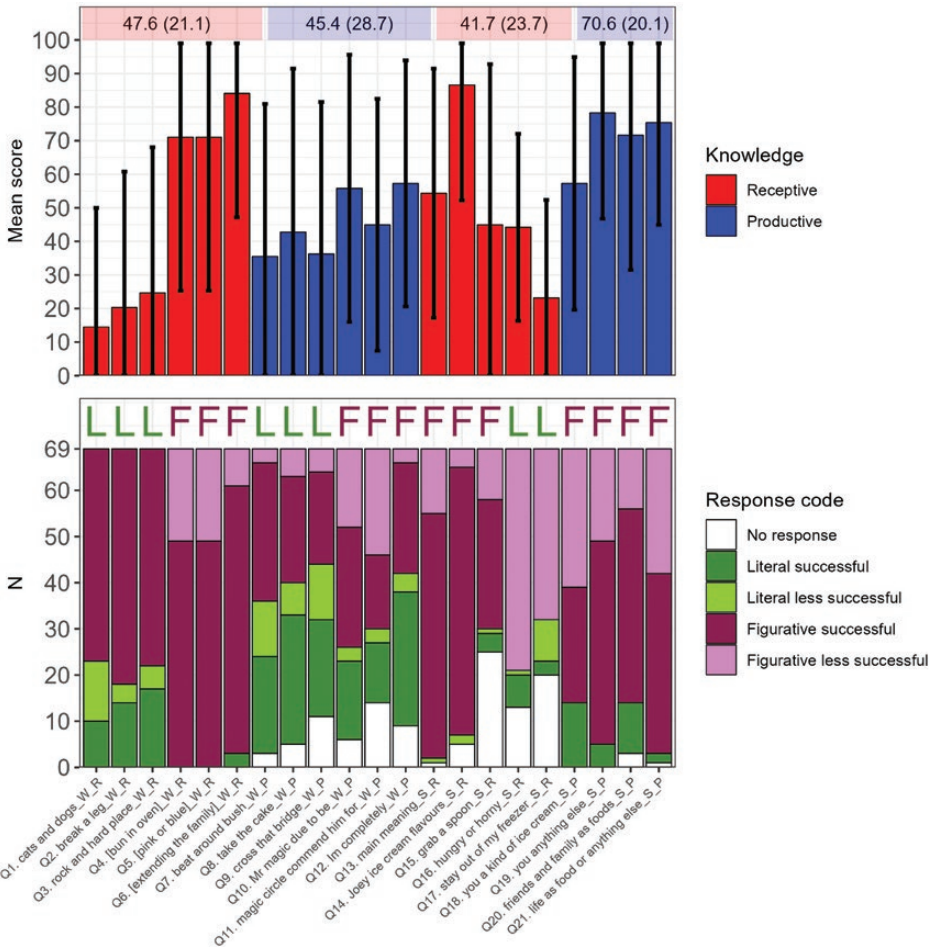 47.6 (21.1) 45.4 (28.7) 41.7 (23.7) 70.6 (20.1)
100
90
80
70
60
50
40
30
20
10
0
Mean score
Knowledge
Receptive
Productive
L L L F F F L L L F F F F F F L L F F F F
69
60
50
40
30
20
10
0
N
Response code
No response
Literal successful
Literal less successful
Figurative successful
Figurative less successful
Q1. cats and dogs_W_R
Q2. break a leg_W_R
Q3. rock and hard place_W_R
Q4. [bun in oven]_W_R
Q5. [pink or blue]_W_R
Q6. [extending the family]_W_R
Q7. beat around bush_W_P
Q8. take the cake_W_P
Q9. cross that bridge_W_P
Q10. Mr magic due to be_W_P
Q11. magic circle commend him for_W_P
Q12. Im completely_W_P
Q13. main meaning_S_R
Q14. Joey ice cream flavours_S_R
Q15. grab a spoon_S_R
Q16. hungry or horny_S_R
Q17. stay out of my freezer_S_R
Q18. you a kind of ice cream_S_P
Q19. you anything else_S_P
Q20. friends and family as foods_S_P
Q21. life as food or anything else_S_P